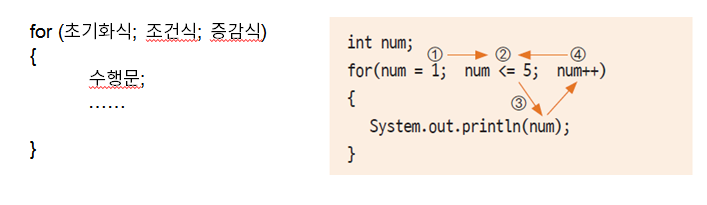 for (초기화식; 조건식; 증감식)
{
수행문;
……
}
int num;
① ② ④
for(num = 1; num <= 5; num++)
{
③
System.out.println(num);
}